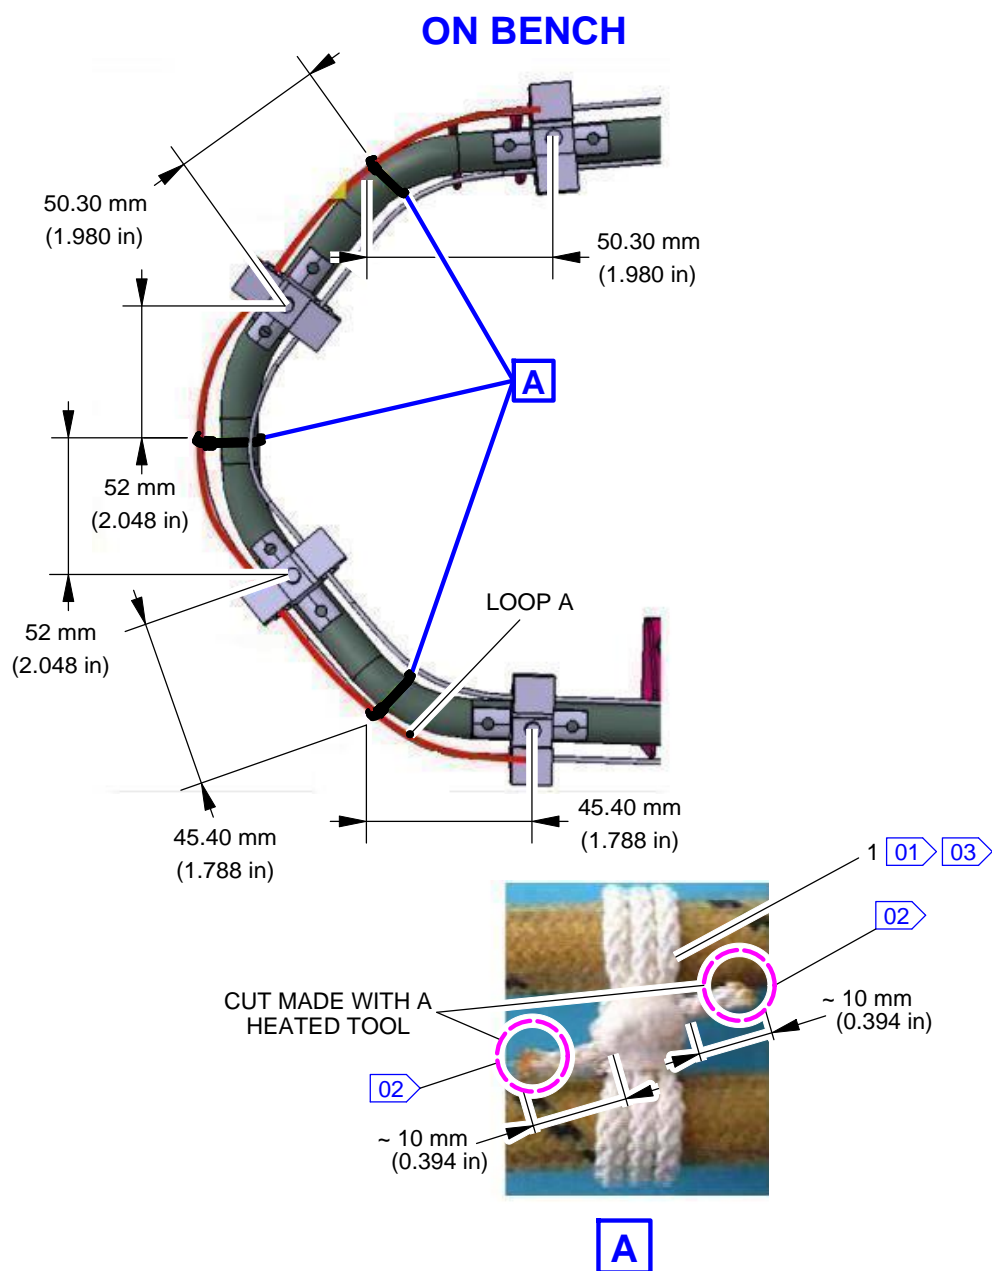 ON BENCH
50.30 mm
(1.980 in)
50.30 mm
(1.980 in)
A
52 mm
(2.048 in)
LOOP A
52 mm
(2.048 in)
45.40 mm
(1.788 in)
45.40 mm
(1.788 in)
1 01 03
02
CUT MADE WITH A
HEATED TOOL
~ 10 mm
(0.394 in)
02
~ 10 mm
(0.394 in)
A